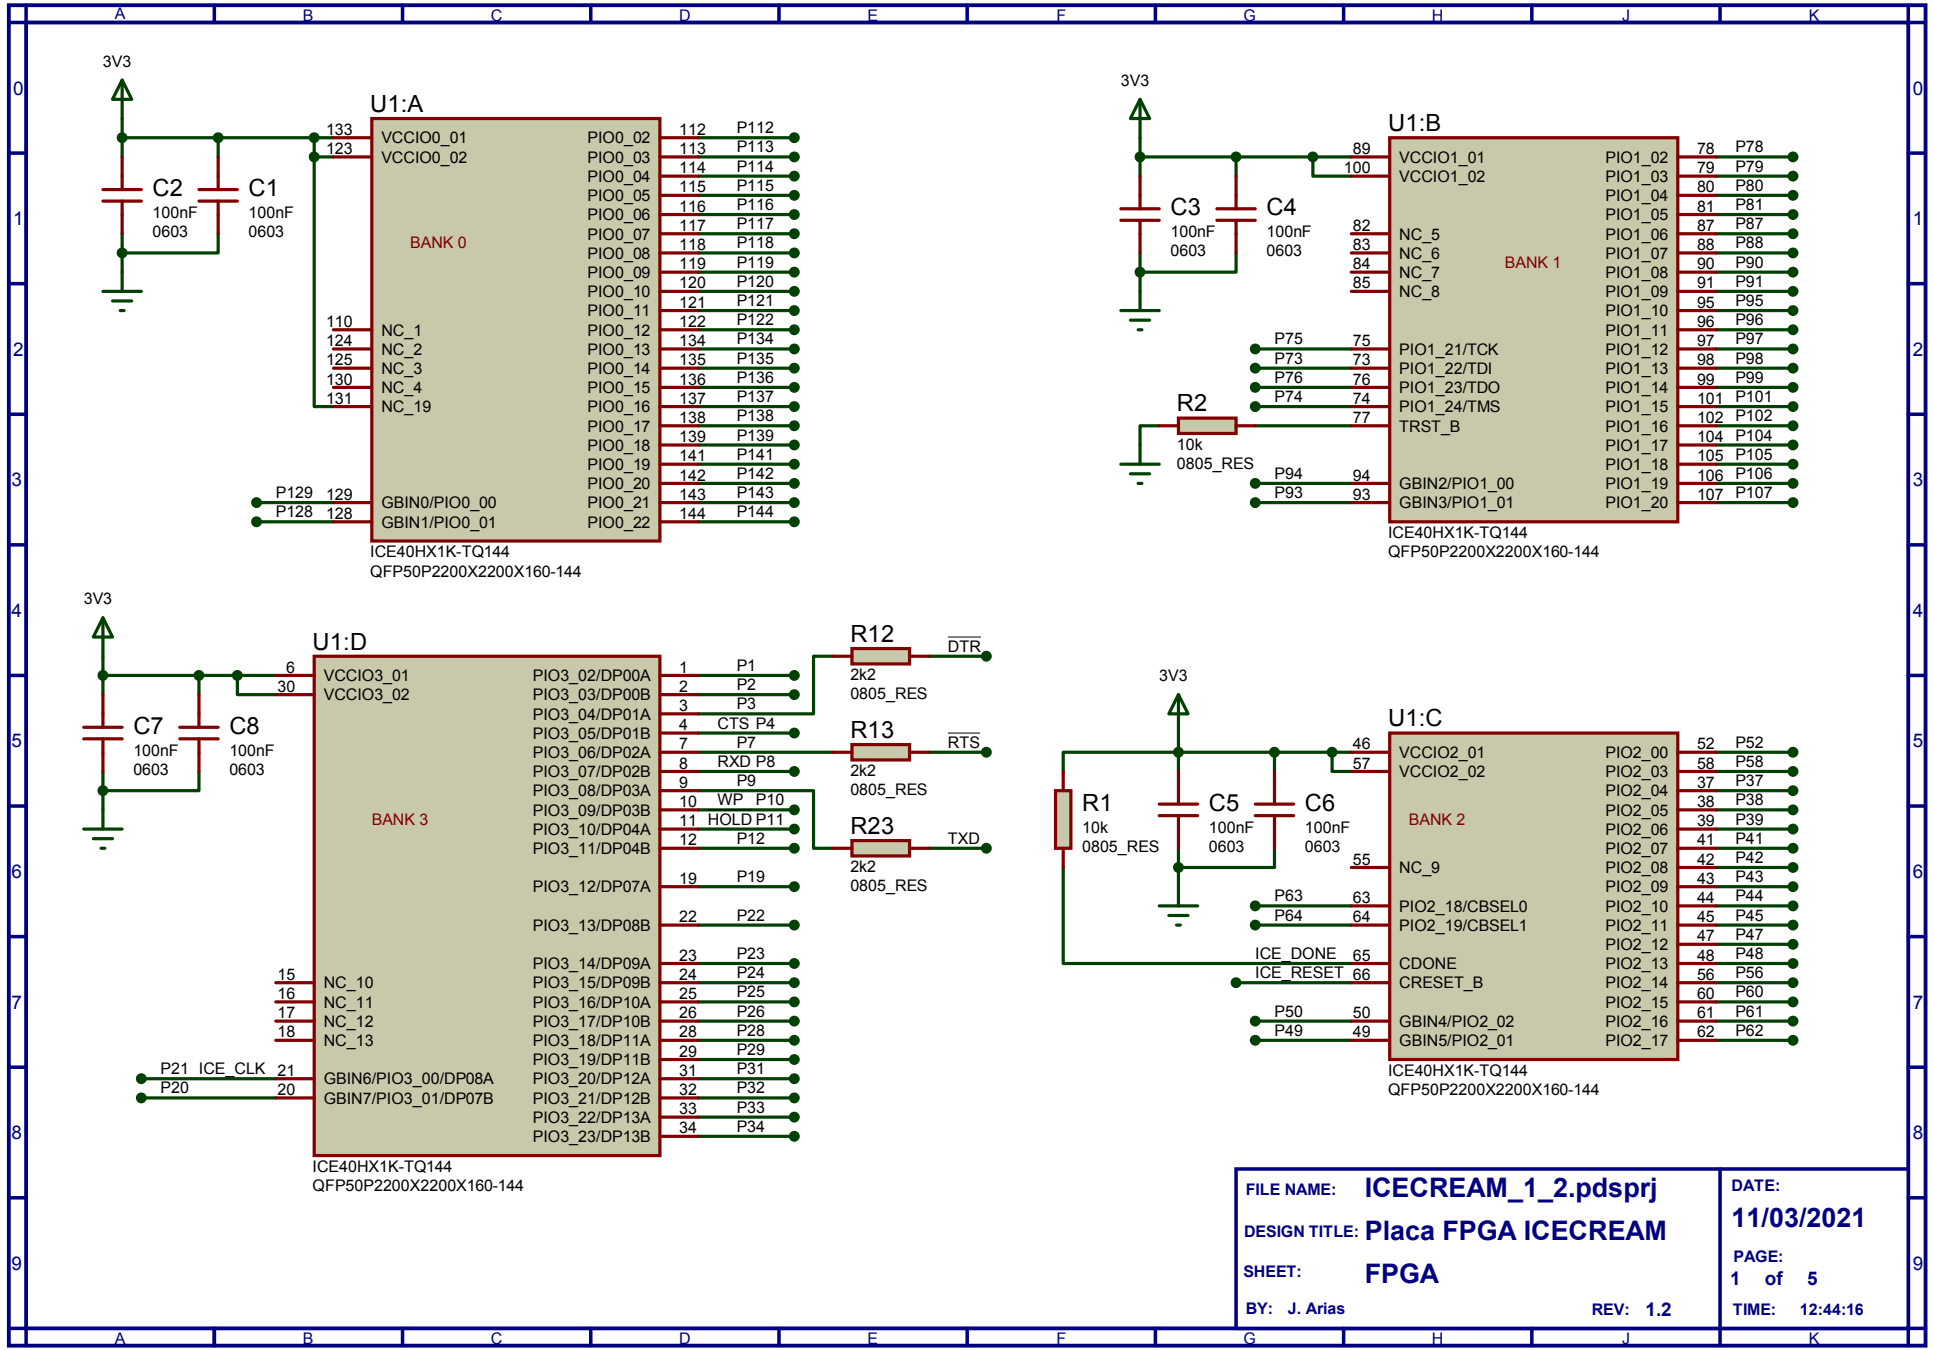 A B C D E F G H J K
0 0
1 1
2 2
3 3
4 4
5 5
6 6
7 7
8 8
9 9
3V3
U1:A
C2
100nF
0603
C1
100nF
0603
BANK 0
133 VCCIO0_01
123 VCCIO0_02
110 NC_1
124 NC_2
125 NC_3
130 NC_4
131 NC_19
P129 129 GBIN0/PIO0_00
P128 128 GBIN1/PIO0_01
PIO0_02 112 P112
PIO0_03 113 P113
PIO0_04 114 P114
PIO0_05 115 P115
PIO0_06 116 P116
PIO0_07 117 P117
PIO0_08 118 P118
PIO0_09 119 P119
PIO0_10 120 P120
PIO0_11 121 P121
PIO0_12 122 P122
PIO0_13 134 P134
PIO0_14 135 P135
PIO0_15 136 P136
PIO0_16 137 P137
PIO0_17 138 P138
PIO0_18 139 P139
PIO0_19 141 P141
PIO0_20 142 P142
PIO0_21 143 P143
PIO0_22 144 P144
ICE40HX1K-TQ144
QFP50P2200X2200X160-144
3V3
U1:B
C3
100nF
0603
C4
100nF
0603
BANK 1
89 VCCIO1_01
100 VCCIO1_02
82 NC_5
83 NC_6
84 NC_7
85 NC_8
P75 75 PIO1_21/TCK
P73 73 PIO1_22/TDI
P76 76 PIO1_23/TDO
P74 74 PIO1_24/TMS
77 TRST_B
R2
10k
0805_RES
P94 94 GBIN2/PIO1_00
P93 93 GBIN3/PIO1_01
PIO1_02 78 P78
PIO1_03 79 P79
PIO1_04 80 P80
PIO1_05 81 P81
PIO1_06 87 P87
PIO1_07 88 P88
PIO1_08 90 P90
PIO1_09 91 P91
PIO1_10 95 P95
PIO1_11 96 P96
PIO1_12 97 P97
PIO1_13 98 P98
PIO1_14 99 P99
PIO1_15 101 P101
PIO1_16 102 P102
PIO1_17 104 P104
PIO1_18 105 P105
PIO1_19 106 P106
PIO1_20 107 P107
ICE40HX1K-TQ144
QFP50P2200X2200X160-144
3V3
U1:D
C7
100nF
0603
C8
100nF
0603
BANK 3
6 VCCIO3_01
30 VCCIO3_02
15 NC_10
16 NC_11
17 NC_12
18 NC_13
P21 ICE_CLK 21 GBIN6/PIO3_00/DP08A
P20 20 GBIN7/PIO3_01/DP07B
PIO3_02/DP00A 1 P1
PIO3_03/DP00B 2 P2
PIO3_04/DP01A 3 P3
PIO3_05/DP01B 4 CTS P4
PIO3_06/DP02A 7 P7
PIO3_07/DP02B 8 RXD P8
PIO3_08/DP03A 9 P9
PIO3_09/DP03B 10 WP P10
PIO3_10/DP04A 11 HOLD P11
PIO3_11/DP04B 12 P12
PIO3_12/DP07A 19 P19
PIO3_13/DP08B 22 P22
PIO3_14/DP09A 23 P23
PIO3_15/DP09B 24 P24
PIO3_16/DP10A 25 P25
PIO3_17/DP10B 26 P26
PIO3_18/DP11A 28 P28
PIO3_19/DP11B 29 P29
PIO3_20/DP12A 31 P31
PIO3_21/DP12B 32 P32
PIO3_22/DP13A 33 P33
PIO3_23/DP13B 34 P34
R12
2k2
0805_RES
DTR
R13
2k2
0805_RES
RTS
R23
2k2
0805_RES
TXD
ICE40HX1K-TQ144
QFP50P2200X2200X160-144
3V3
U1:C
R1
10k
0805_RES
C5
100nF
0603
C6
100nF
0603
BANK 2
46 VCCIO2_01
57 VCCIO2_02
55 NC_9
P63 63 PIO2_18/CBSEL0
P64 64 PIO2_19/CBSEL1
ICE_DONE 65 CDONE
ICE_RESET 66 CRESET_B
P50 50 GBIN4/PIO2_02
P49 49 GBIN5/PIO2_01
PIO2_00 52 P52
PIO2_03 58 P58
PIO2_04 37 P37
PIO2_05 38 P38
PIO2_06 39 P39
PIO2_07 41 P41
PIO2_08 42 P42
PIO2_09 43 P43
PIO2_10 44 P44
PIO2_11 45 P45
PIO2_12 47 P47
PIO2_13 48 P48
PIO2_14 56 P56
PIO2_15 60 P60
PIO2_16 61 P61
PIO2_17 62 P62
ICE40HX1K-TQ144
QFP50P2200X2200X160-144
FILE NAME: ICECREAM_1_2.pdsprj
DESIGN TITLE: Placa FPGA ICECREAM
SHEET: FPGA
BY: J. Arias REV: 1.2
DATE:
11/03/2021
PAGE:
1 of 5
TIME: 12:44:16
A B C D E F G H J K